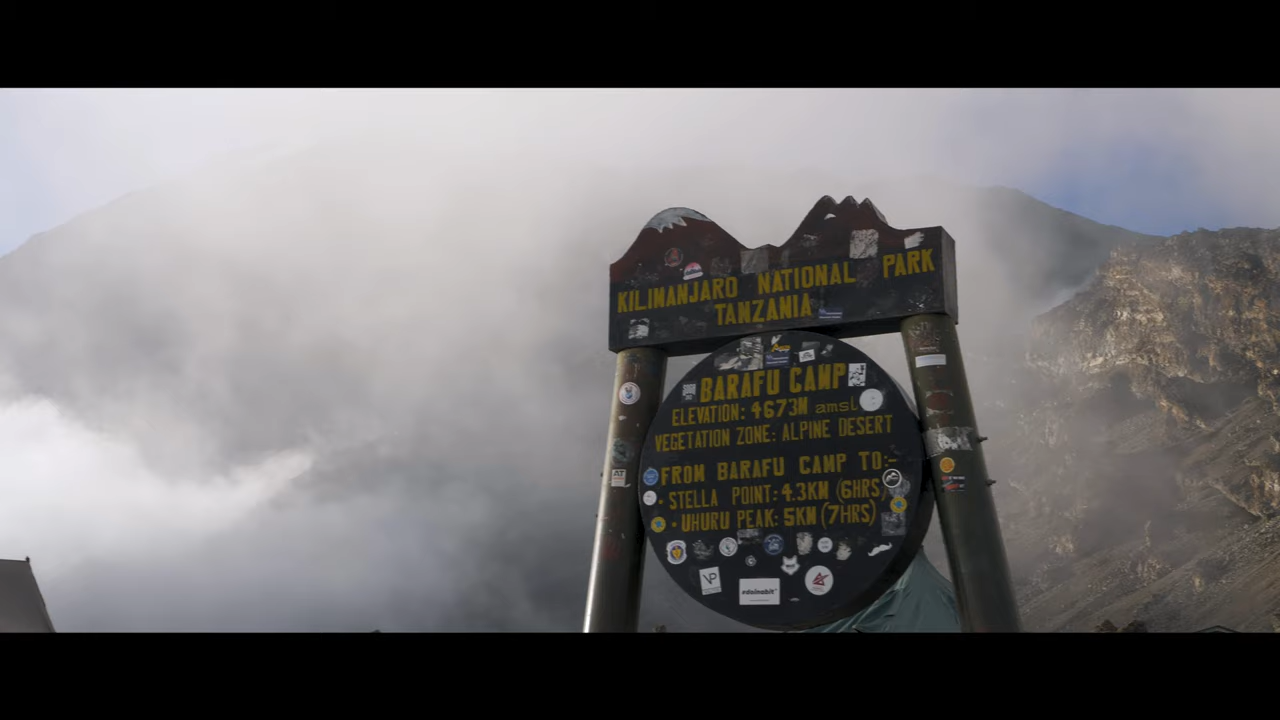 KILIMANJARO NATIONAL PARK
TANZANIA
BARAFU CAMP
ELEVATION: 4673M amsl
VEGETATION ZONE: ALPINE DESERT
FROM BARAFU CAMP TO:-
• STELLA POINT: 4.3KM (6HRS)
• UHURU PEAK: 5KM (7HRS)
VP